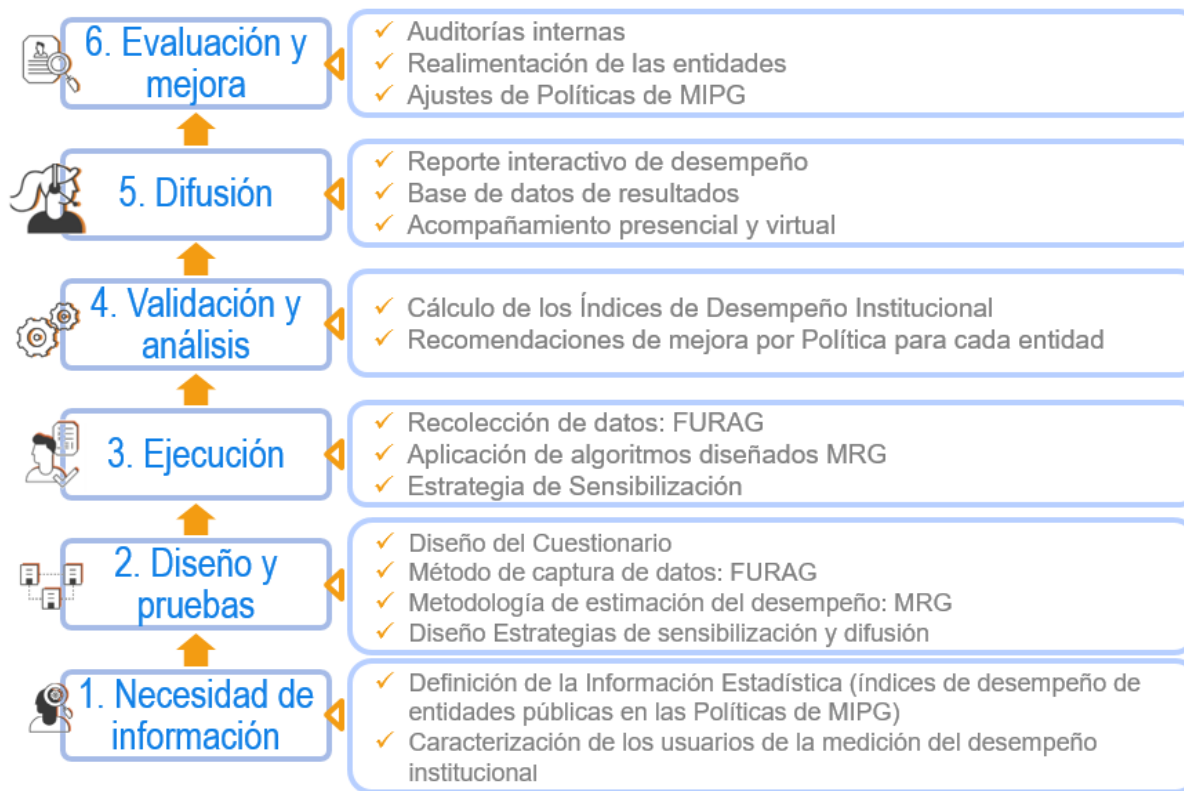 6. Evaluación y
mejora
✓ Auditorías internas
✓ Realimentación de las entidades
✓ Ajustes de Políticas de MIPG
5. Difusión
✓ Reporte interactivo de desempeño
✓ Base de datos de resultados
✓ Acompañamiento presencial y virtual
4. Validación y
análisis
✓ Cálculo de los Índices de Desempeño Institucional
✓ Recomendaciones de mejora por Política para cada entidad
3. Ejecución
✓ Recolección de datos: FURAG
✓ Aplicación de algoritmos diseñados MRG
✓ Estrategia de Sensibilización
2. Diseño y
pruebas
✓ Diseño del Cuestionario
✓ Método de captura de datos: FURAG
✓ Metodología de estimación del desempeño: MRG
✓ Diseño Estrategias de sensibilización y difusión
1. Necesidad de
información
✓ Definición de la Información Estadística (índices de desempeño de
entidades públicas en las Políticas de MIPG)
✓ Caracterización de los usuarios de la medición del desempeño
institucional